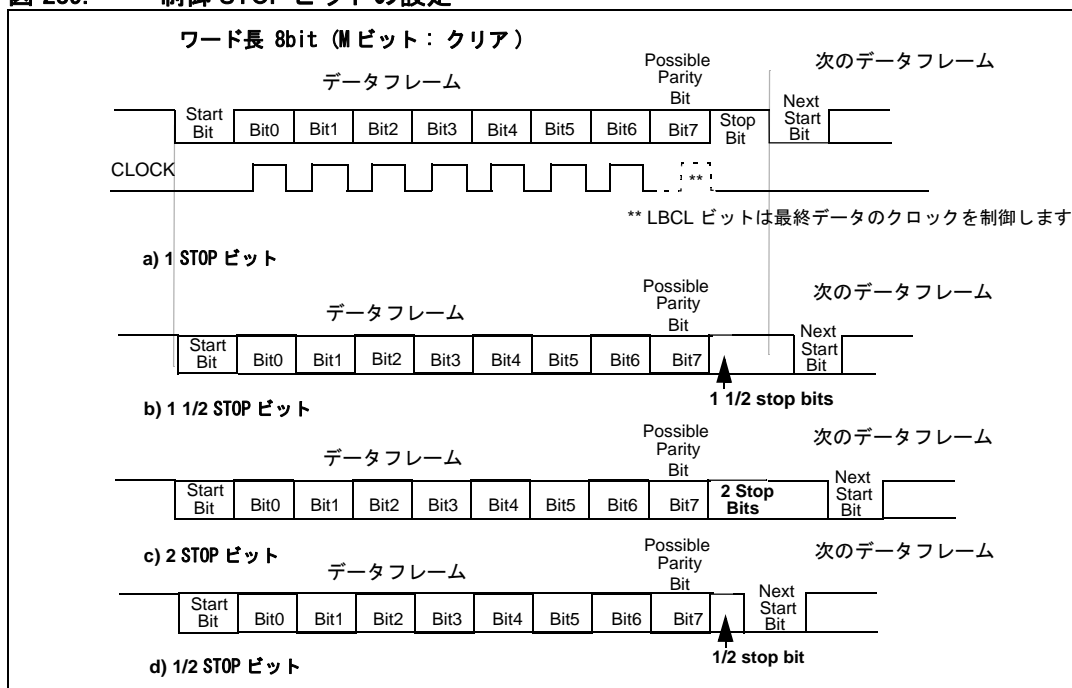 制御 STOP ビットの設定
ワード長 8bit (M ビット : クリア )
データフレーム
Possible
Parity
Bit
次のデータフレーム
Start
Bit
Bit0
Bit1
Bit2
Bit3
Bit4
Bit5
Bit6
Bit7
Stop
Bit
Next
Start
Bit
CLOCK
**
** LBCL ビットは最終データのクロックを制御します
a) 1 STOP ビット
データフレーム
Possible
Parity
Bit
次のデータフレーム
Start
Bit
Bit0
Bit1
Bit2
Bit3
Bit4
Bit5
Bit6
Bit7
Next
Start
Bit
1 1/2 stop bits
b) 1 1/2 STOP ビット
データフレーム
Possible
Parity
Bit
次のデータフレーム
Start
Bit
Bit0
Bit1
Bit2
Bit3
Bit4
Bit5
Bit6
Bit7
2 Stop
Bits
Next
Start
Bit
c) 2 STOP ビット
データフレーム
Possible
Parity
Bit
次のデータフレーム
Start
Bit
Bit0
Bit1
Bit2
Bit3
Bit4
Bit5
Bit6
Bit7
Next
Start
Bit
1/2 stop bit
d) 1/2 STOP ビット